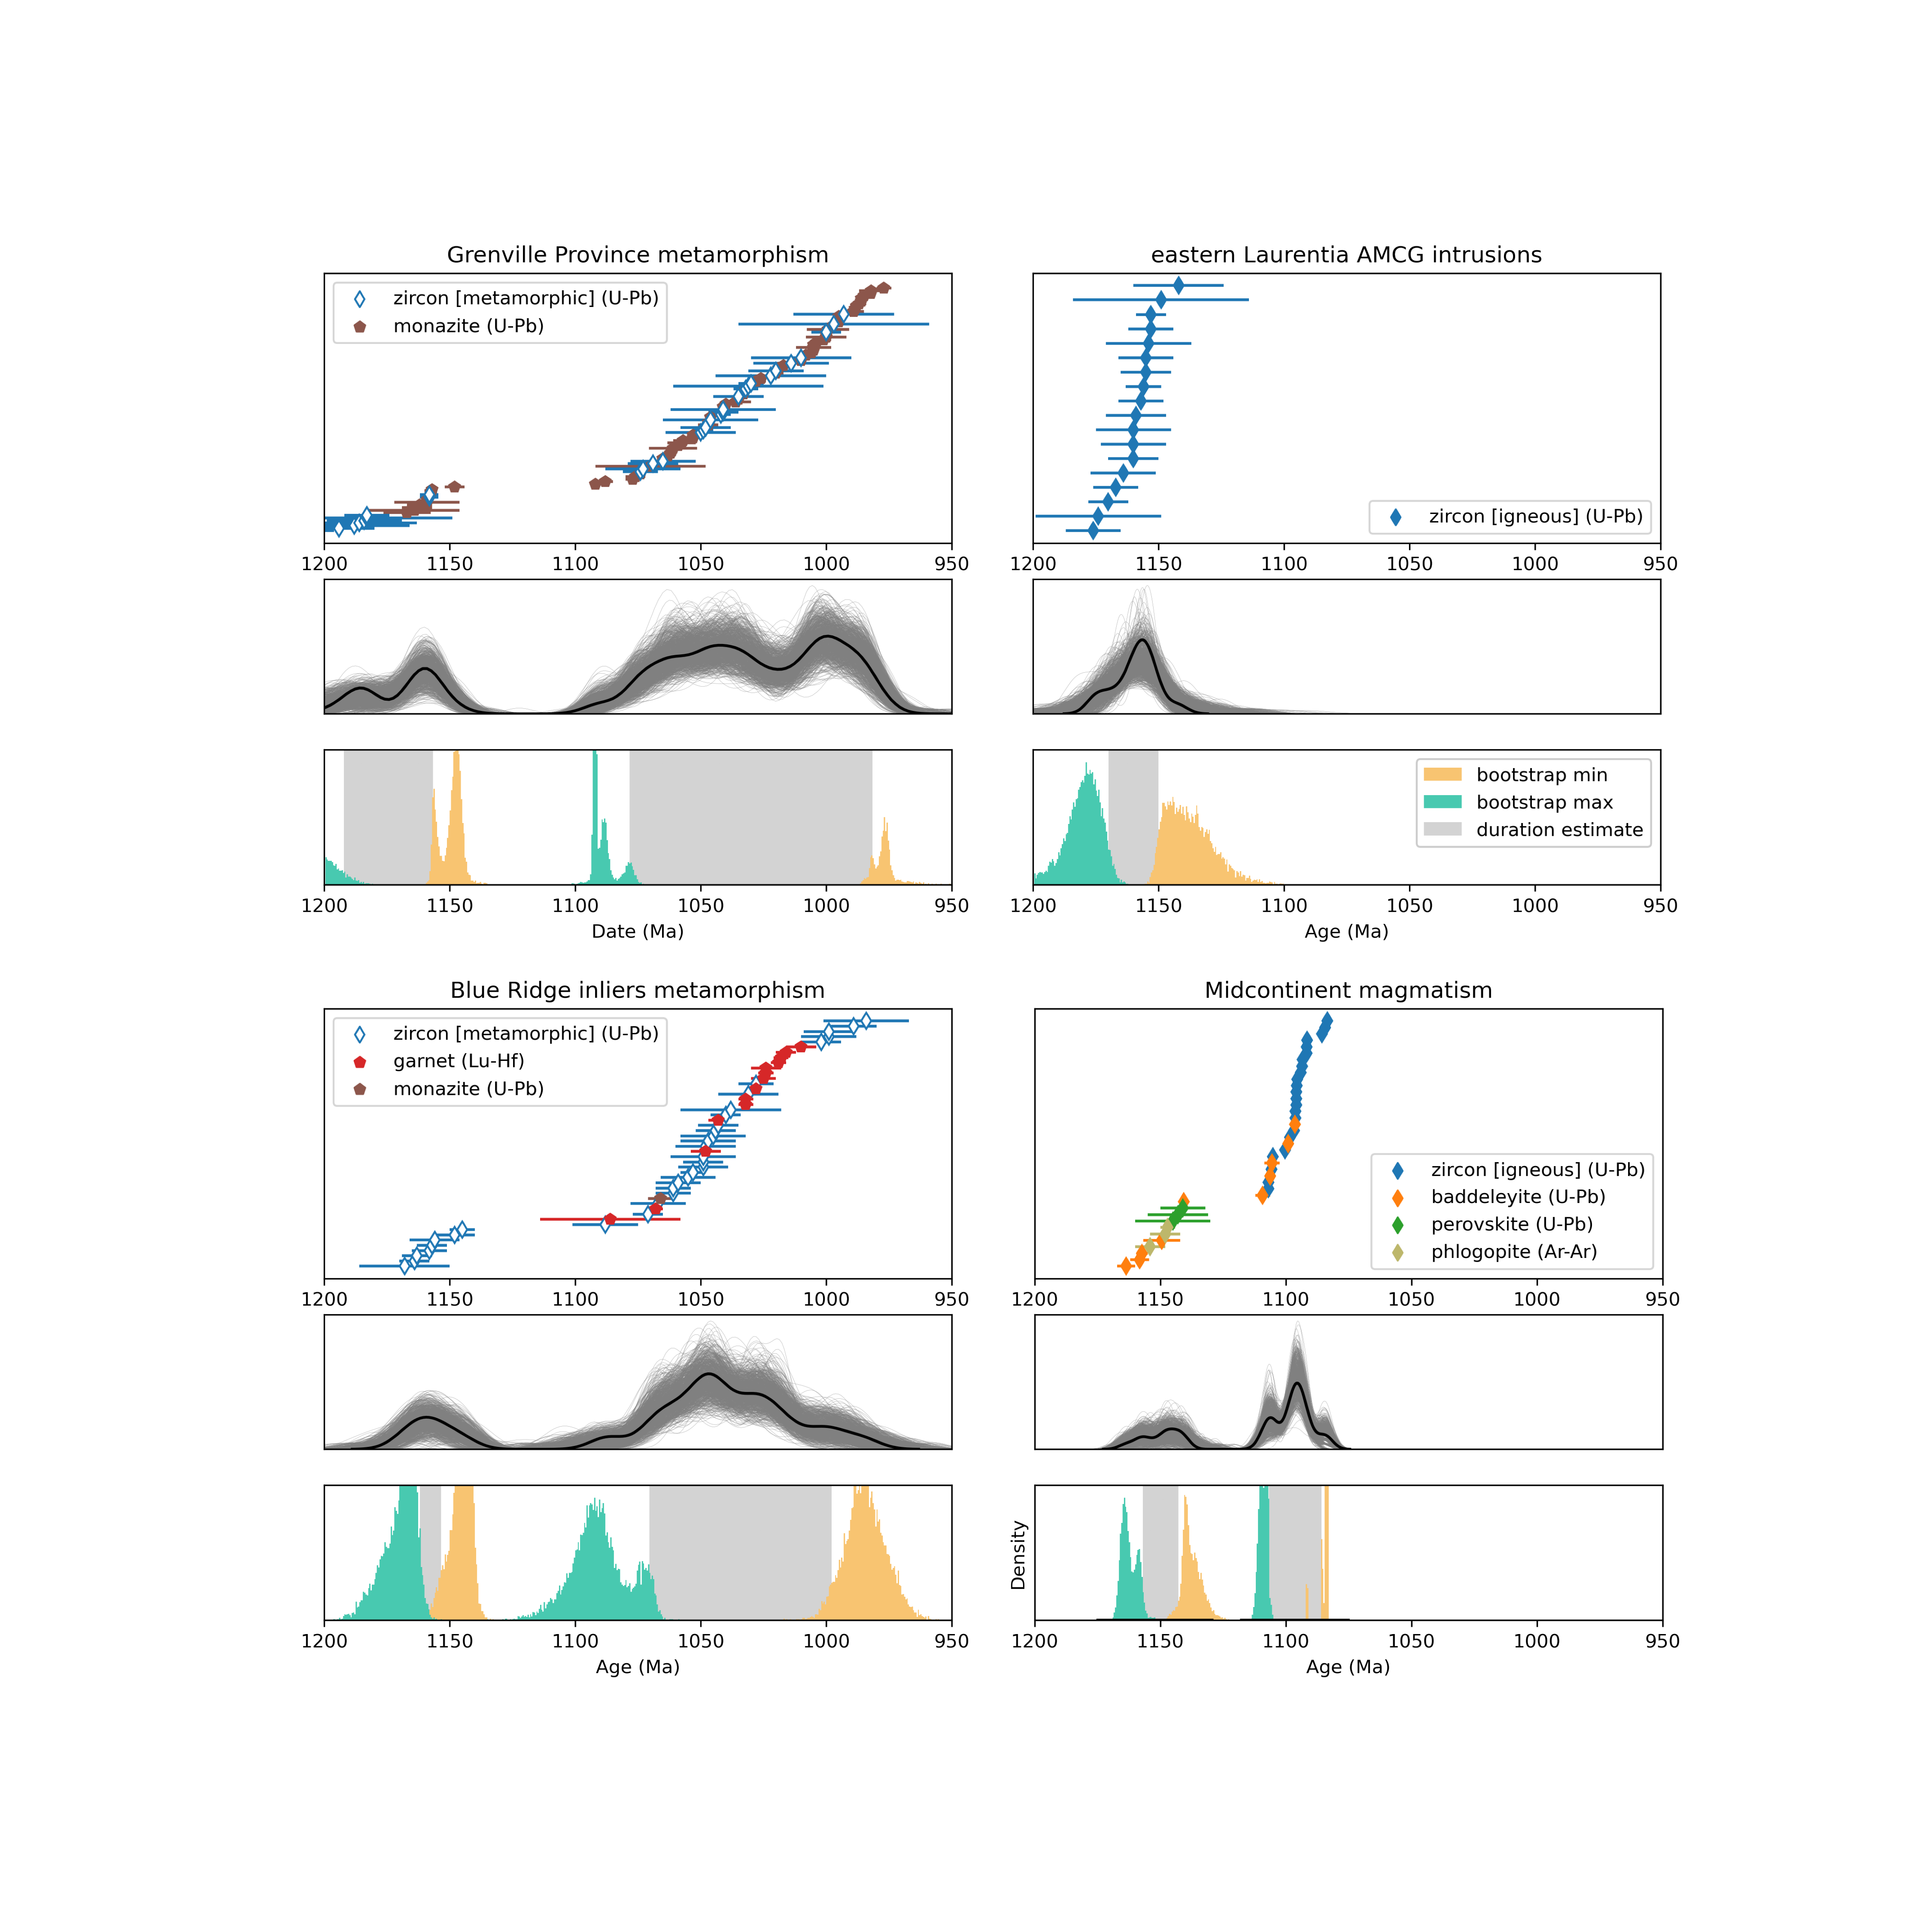 Grenville Province metamorphism
zircon [metamorphic] (U-Pb)
monazite (U-Pb)
1200 1150 1100 1050 1000 950
1200 1150 1100 1050 1000 950
Date (Ma)
eastern Laurentia AMCG intrusions
zircon [igneous] (U-Pb)
1200 1150 1100 1050 1000 950
bootstrap min
bootstrap max
duration estimate
1200 1150 1100 1050 1000 950
Age (Ma)
Blue Ridge inliers metamorphism
zircon [metamorphic] (U-Pb)
garnet (Lu-Hf)
monazite (U-Pb)
1200 1150 1100 1050 1000 950
1200 1150 1100 1050 1000 950
Age (Ma)
Midcontinent magmatism
zircon [igneous] (U-Pb)
baddeleyite (U-Pb)
perovskite (U-Pb)
phlogopite (Ar-Ar)
1200 1150 1100 1050 1000 950
Density
1200 1150 1100 1050 1000 950
Age (Ma)